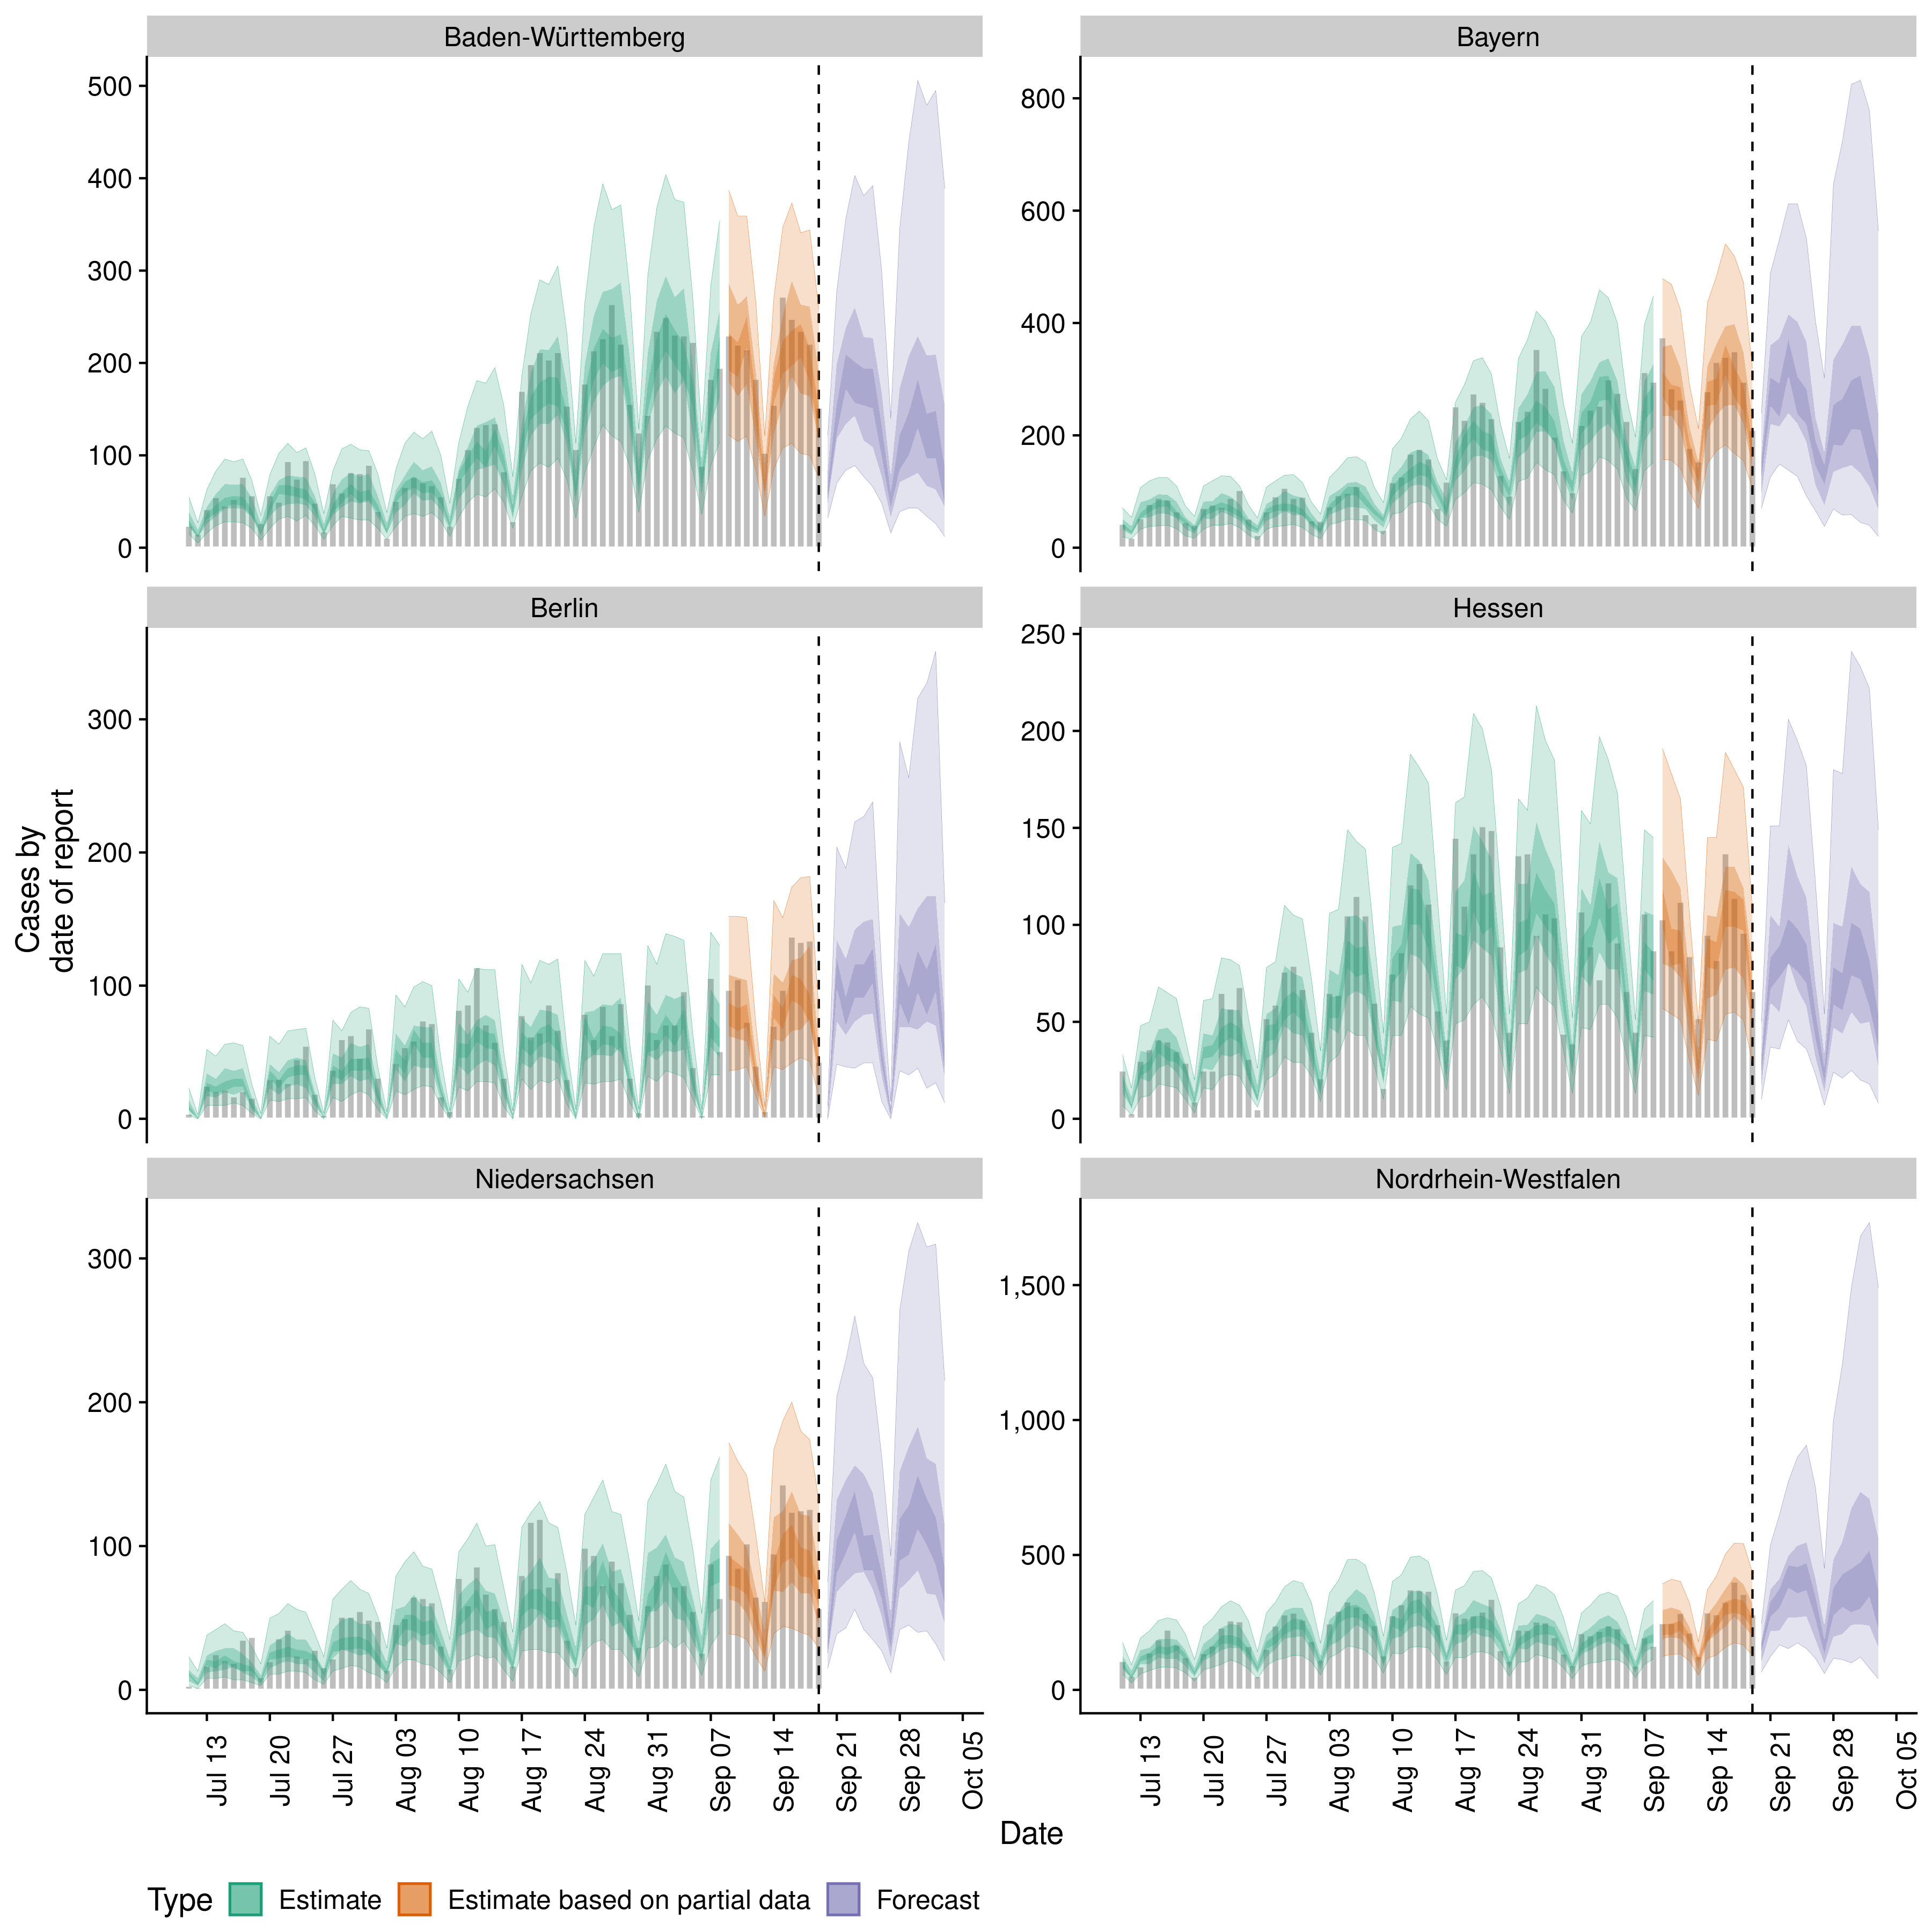 Baden-Württemberg
Bayern
500
400
300
200
100
0
800
600
400
200
0
Berlin
Hessen
300
200
100
0
250
200
150
100
50
0
Cases by
date of report
Niedersachsen
Nordrhein-Westfalen
300
200
100
0
1,500
1,000
500
0
Jul 13
Jul 20
Jul 27
Aug 03
Aug 10
Aug 17
Aug 24
Aug 31
Sep 07
Sep 14
Sep 21
Sep 28
Oct 05
Jul 13
Jul 20
Jul 27
Aug 03
Aug 10
Aug 17
Aug 24
Aug 31
Sep 07
Sep 14
Sep 21
Sep 28
Oct 05
Date
Type Estimate Estimate based on partial data Forecast